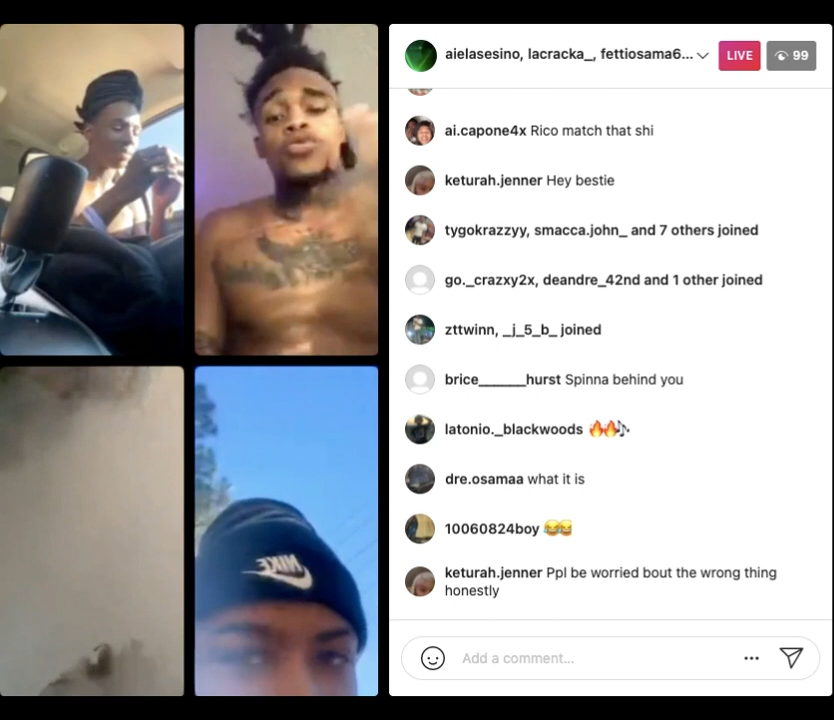 aielasesino, lacracka_, fettiosama6...
LIVE
99
ai.capone4x Rico match that shi
keturah.jenner Hey bestie
tygokrazzyy, smacca.john_ and 7 others joined
go._crazxy2x, deandre_42nd and 1 other joined
zttwinn, _j_5_b_ joined
brice______hurst Spinna behind you
latonio._blackwoods 🔥🔥🎶
dre.osamaa what it is
10060824boy 😂😂
keturah.jenner Ppl be worried bout the wrong thing
honestly
Add a comment...
NIKE